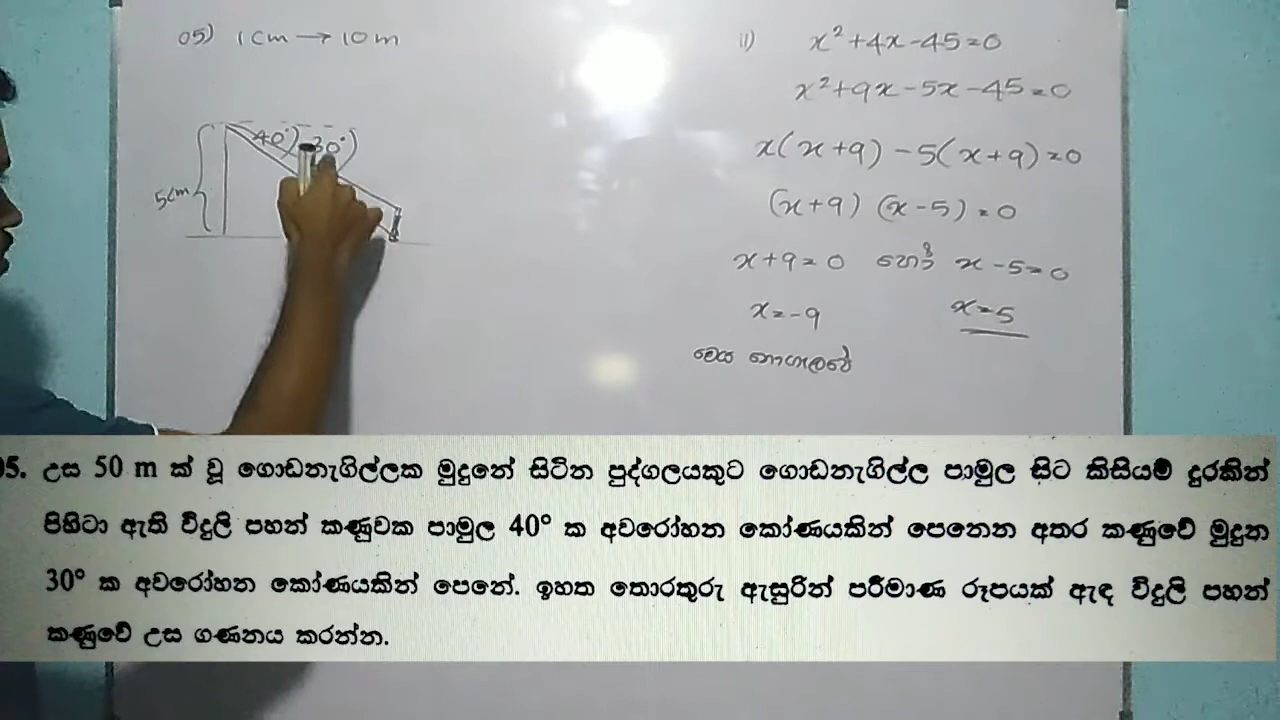 05) 1cm → 10m
40° 30°
5cm
ii) x² + 4x - 45 = 0
x² + 9x - 5x - 45 = 0
x(x + 9) - 5(x + 9) = 0
(x + 9) (x - 5) = 0
x + 9 = 0 හෝ x - 5 = 0
x = -9 x = 5
මෙය නොගැලපේ
05. උස 50 m ක් වූ ගොඩනැගිල්ලක මුදුනේ සිටින පුද්ගලයකුට ගොඩනැගිල්ල පාමුල සිට කිසියම් දුරකින්
පිහිටා ඇති විදුලි පහන් කණුවක පාමුල 40° ක අවරෝහන කෝණයකින් පෙනෙන අතර කණුවේ මුදුන
30° ක අවරෝහන කෝණයකින් පෙනේ. ඉහත තොරතුරු ඇසුරින් පරිමාණ රූපයක් ඇඳ විදුලි පහන්
කණුවේ උස ගණනය කරන්න.